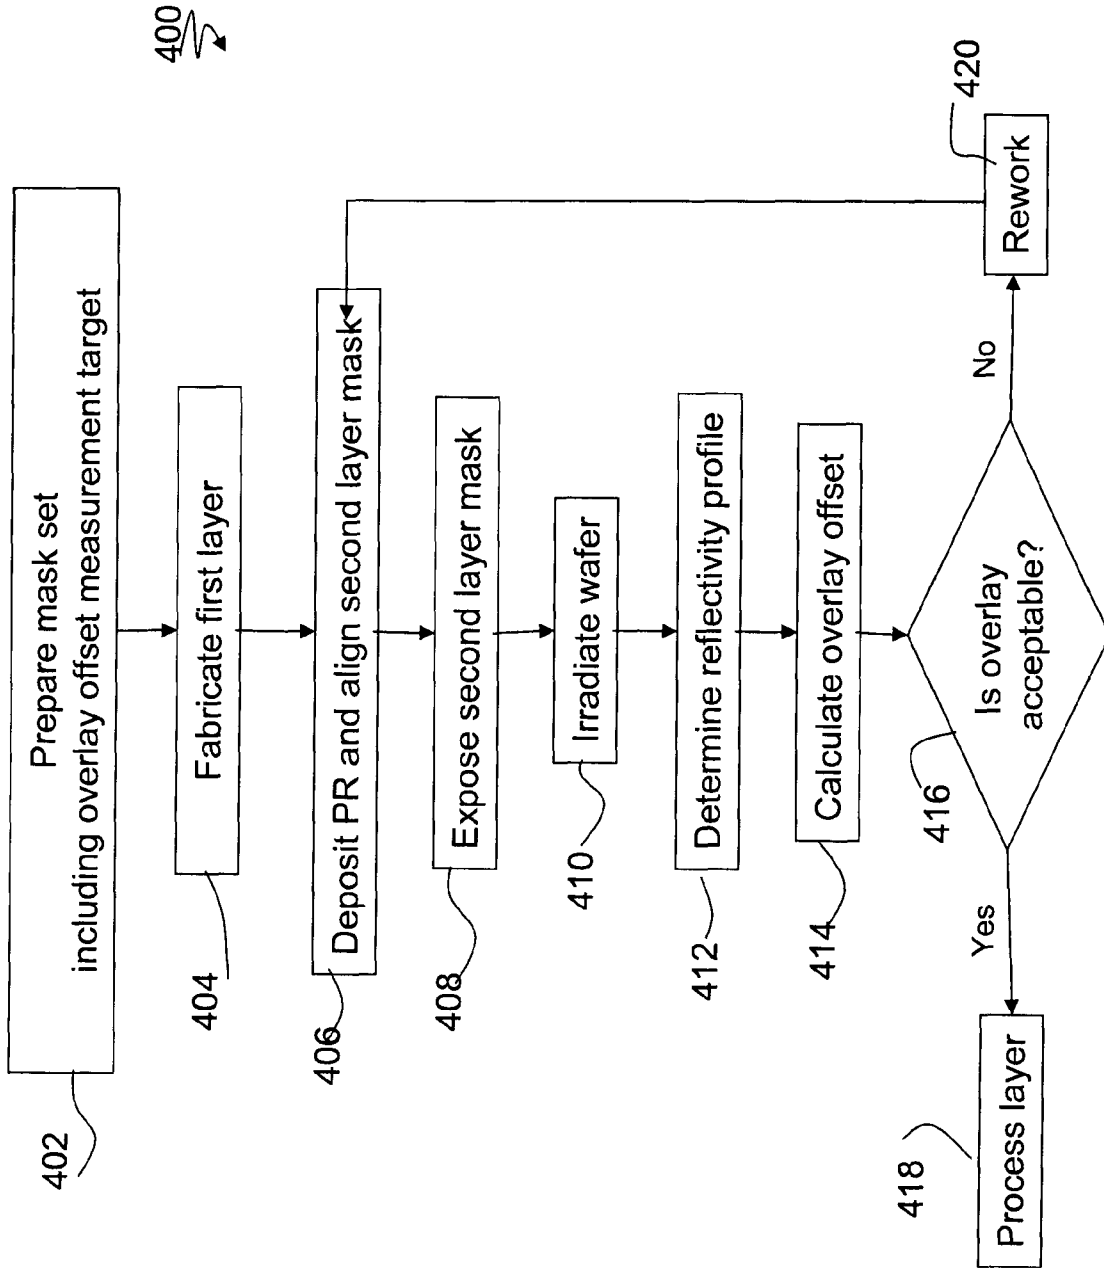 400
Prepare mask set
including overlay offset measurement target
402
Fabricate first layer
404
Deposit PR and align second layer mask
406
Expose second layer mask
408
Irradiate wafer
410
Determine reflectivity profile
412
Calculate overlay offset
414
Is overlay
acceptable?
416
Yes
No
Process layer
418
Rework
420